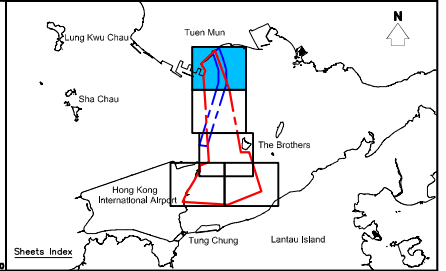 Tuen Mun
N
Lung Kwu Chau
Sha Chau
The Brothers
Hong Kong
International Airport
Tung Chung
Lantau Island
Sheets Index